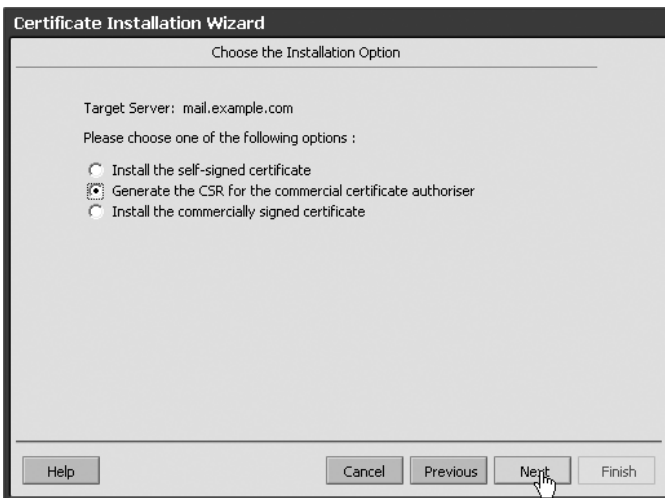 Certificate Installation Wizard
Choose the Installation Option
Target Server: mail.example.com
Please choose one of the following options :
Install the self-signed certificate
Generate the CSR for the commercial certificate authoriser
Install the commercially signed certificate
Help Cancel Previous Next Finish